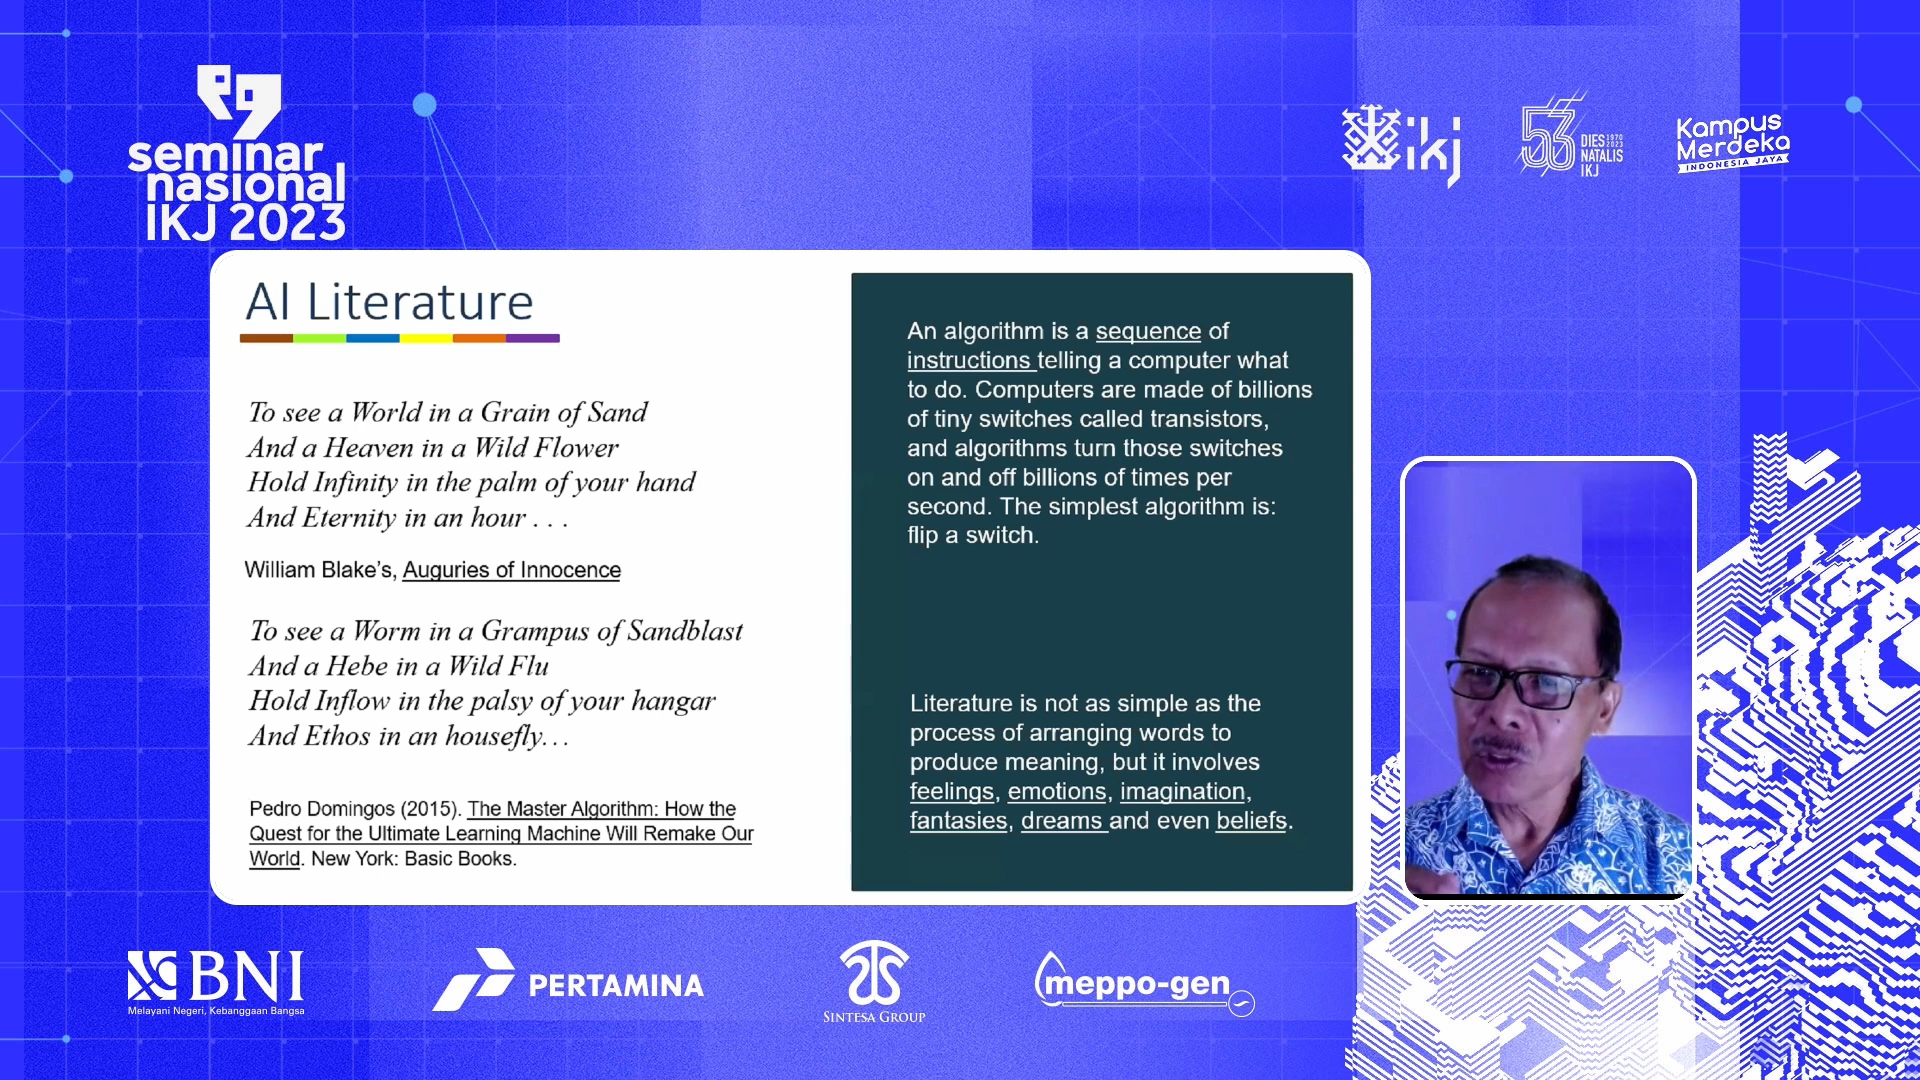 seminar
nasional
IKJ 2023
ikj
53
DIES 1970
2023
NATALIS
IKJ
Kampus
Merdeka
INDONESIA JAYA
AI Literature
To see a World in a Grain of Sand
And a Heaven in a Wild Flower
Hold Infinity in the palm of your hand
And Eternity in an hour . . .
William Blake's, Auguries of Innocence
To see a Worm in a Grampus of Sandblast
And a Hebe in a Wild Flu
Hold Inflow in the palsy of your hangar
And Ethos in an housefly…
Pedro Domingos (2015). The Master Algorithm: How the
Quest for the Ultimate Learning Machine Will Remake Our
World. New York: Basic Books.
An algorithm is a sequence of
instructions telling a computer what
to do. Computers are made of billions
of tiny switches called transistors,
and algorithms turn those switches
on and off billions of times per
second. The simplest algorithm is:
flip a switch.
Literature is not as simple as the
process of arranging words to
produce meaning, but it involves
feelings, emotions, imagination,
fantasies, dreams and even beliefs.
BNI
Melayani Negeri, Kebanggaan Bangsa
PERTAMINA
SINTESA GROUP
meppo-gen